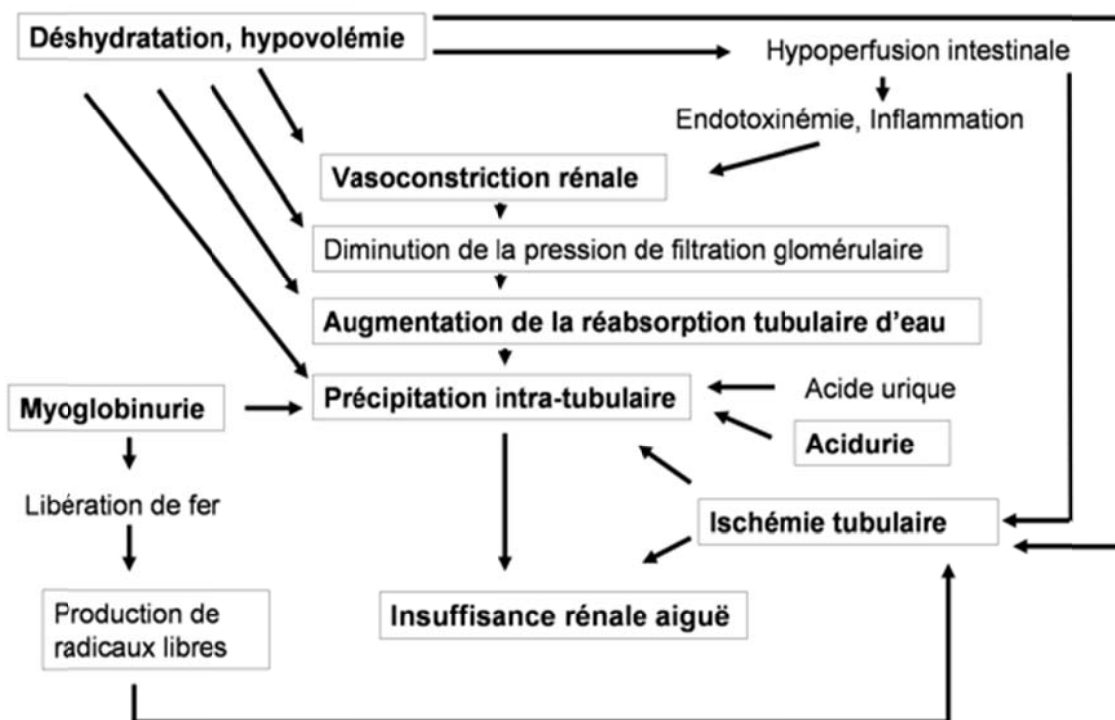 Déshydratation, hypovolémie
Hypoperfusion intestinale
Endotoxinémie, Inflammation
Vasoconstriction rénale
Diminution de la pression de filtration glomérulaire
Augmentation de la réabsorption tubulaire d’eau
Myoglobinurie
Précipitation intra-tubulaire
Acide urique
Acidurie
Libération de fer
Ischémie tubulaire
Production de
radicaux libres
Insuffisance rénale aiguë